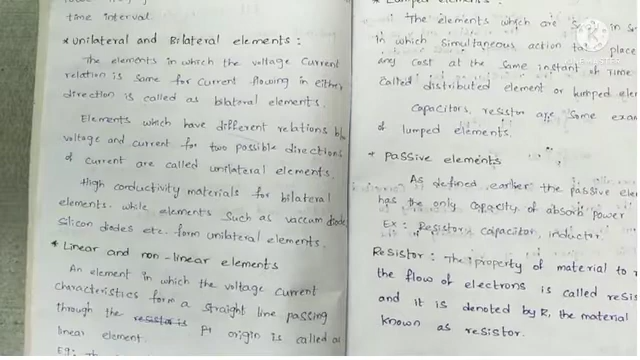 time interval.
* Unilateral and Bilateral elements :
The elements in which the voltage current
relation is same for current flowing in either
direction is called as bilateral elements.
Elements which have different relations b/w
voltage and current for two possible directions
of current are called unilateral elements.
High conductivity materials for bilateral
elements. while elements such as vaccum diode,
silicon diodes etc. form unilateral elements.
* Linear and non-linear elements
An element in which the voltage current
characteristics form a straight line passing
through the resistor is Pt origin is called as
linear element.
Eg:
elements :
The elements which are in
in which simultaneous action place
any cost at the same instant of time
called distributed element or lumped
capacitors, resistor are some
of lumped elements.
* passive elements
As defined earlier the passive
has the only capacity of absorb power
Ex: Resistor, capacitor, inductor.
Resistor: The property of material to
the flow of electrons is called
and it is denoted by R, the material
known as resistor.